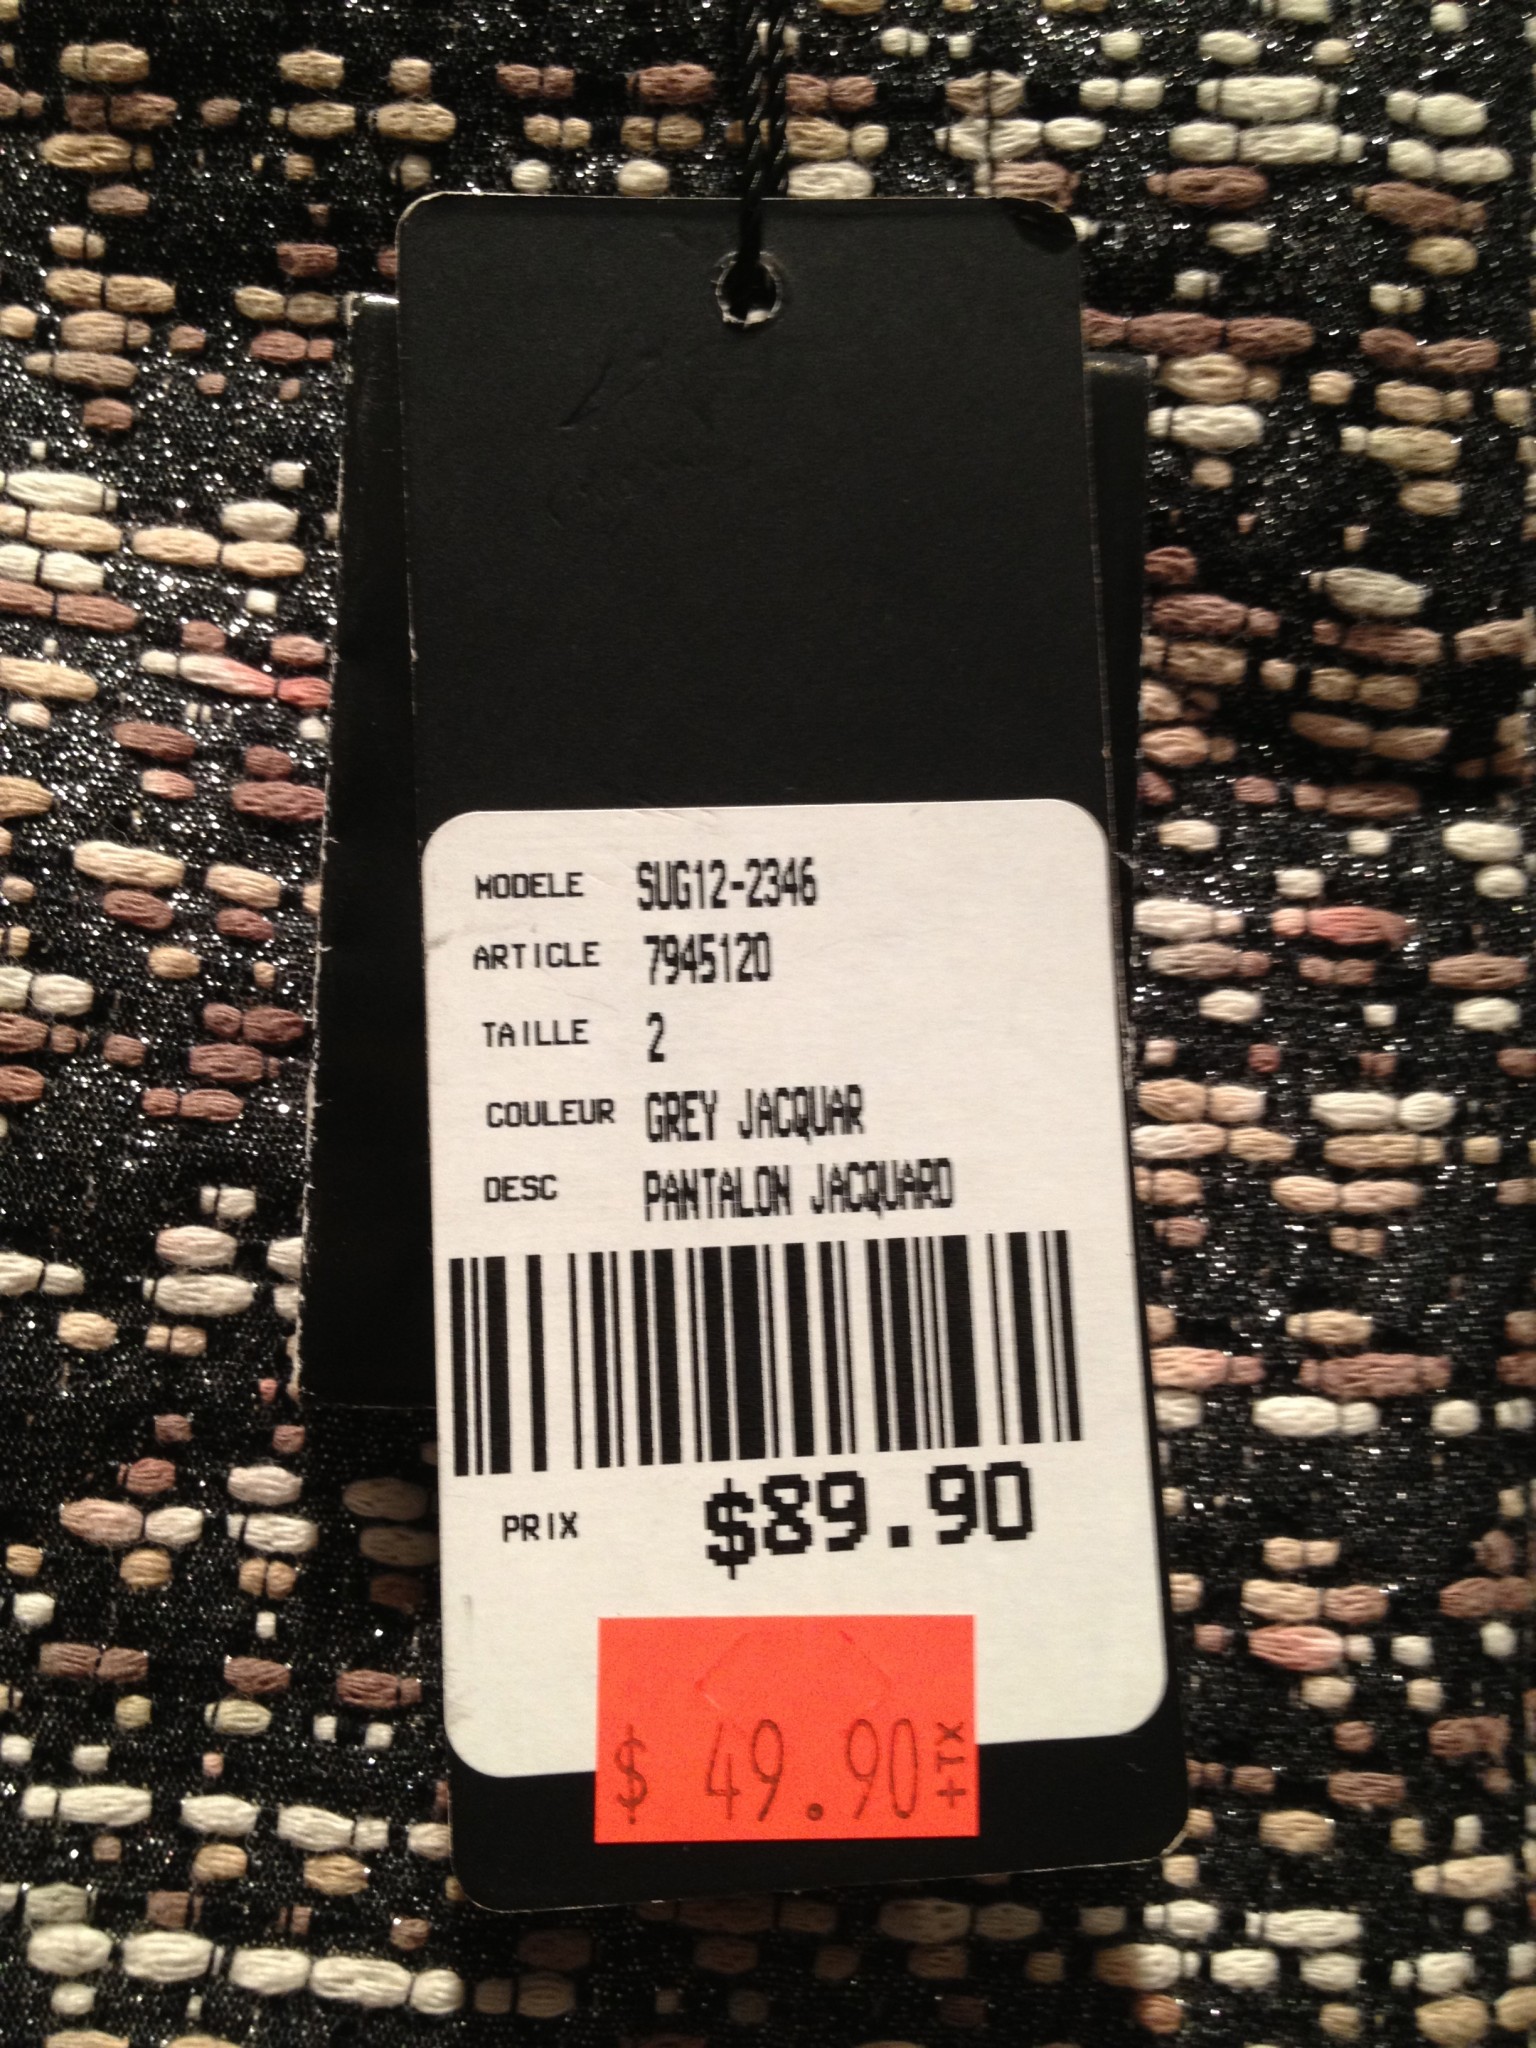 MODELE SUG12-2346
ARTICLE 7945120
TAILLE 2
COULEUR GREY JACQUAR
DESC PANTALON JACQUARD
PRIX $89.90
$ 49.90 +TX